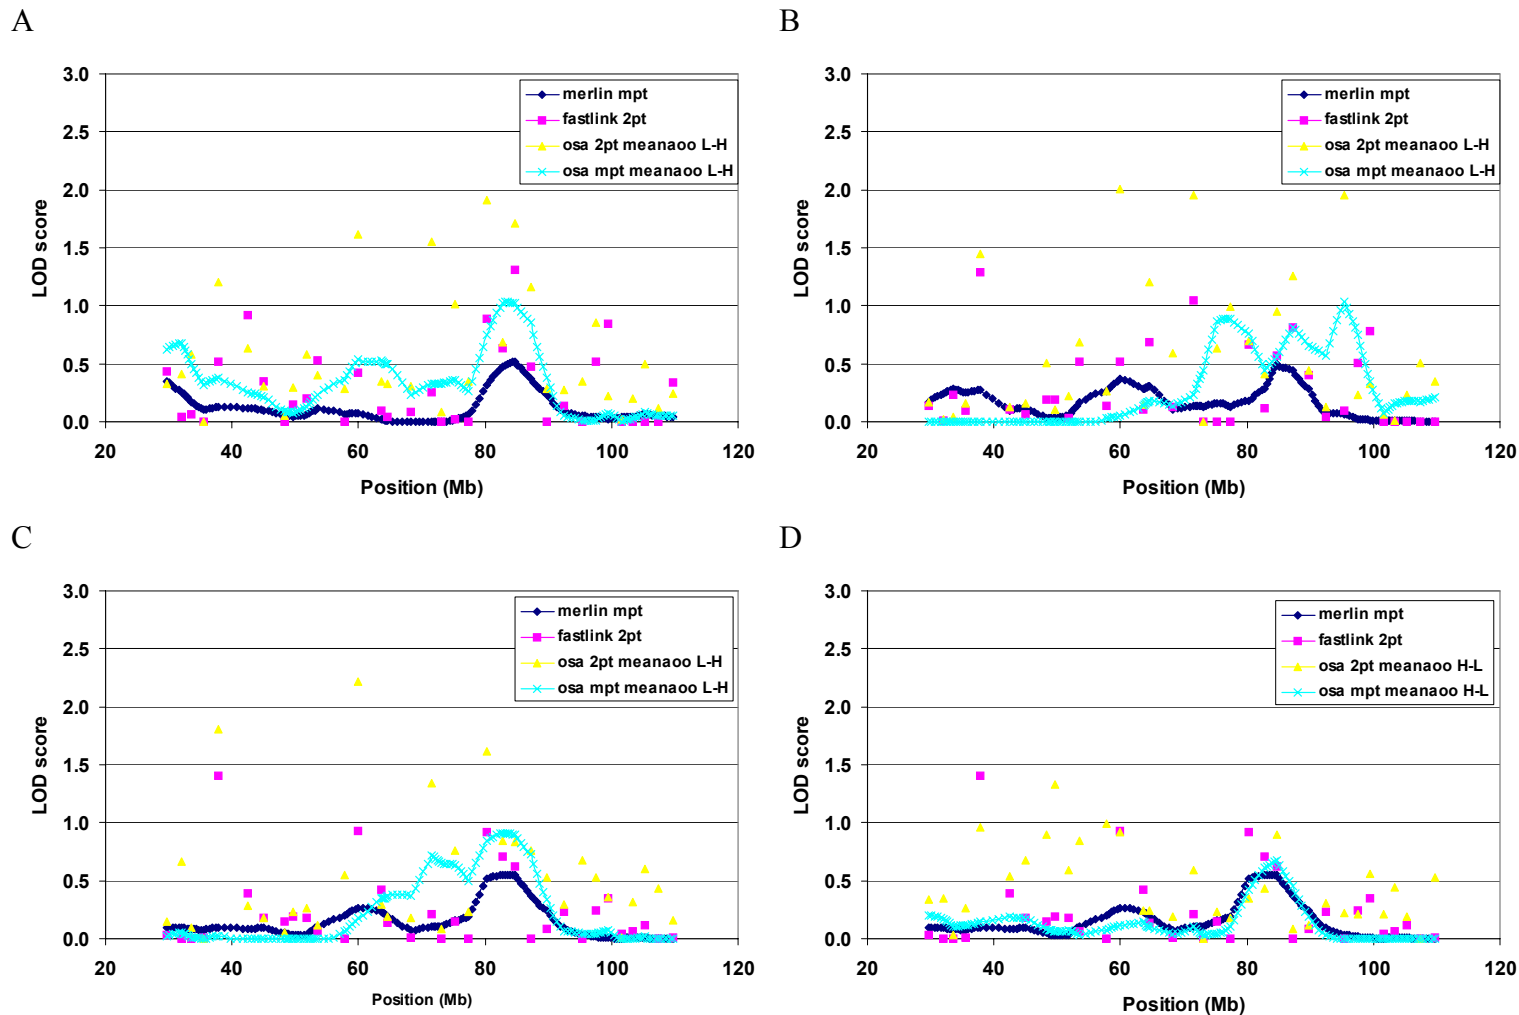 A
3.0
2.5
2.0
1.5
1.0
0.5
0.0
LOD score
20
40
60
80
100
120
Position (Mb)
merlin mpt
fastlink 2pt
osa 2pt meanaoo L-H
osa mpt meanaoo L-H
B
3.0
2.5
2.0
1.5
1.0
0.5
0.0
LOD score
20
40
60
80
100
120
Position (Mb)
merlin mpt
fastlink 2pt
osa 2pt meanaoo L-H
osa mpt meanaoo L-H
C
3.0
2.5
2.0
1.5
1.0
0.5
0.0
LOD score
20
40
60
80
100
120
Position (Mb)
merlin mpt
fastlink 2pt
osa 2pt meanaoo L-H
osa mpt meanaoo L-H
D
3.0
2.5
2.0
1.5
1.0
0.5
0.0
LOD score
20
40
60
80
100
120
Position (Mb)
merlin mpt
fastlink 2pt
osa 2pt meanaoo H-L
osa mpt meanaoo H-L